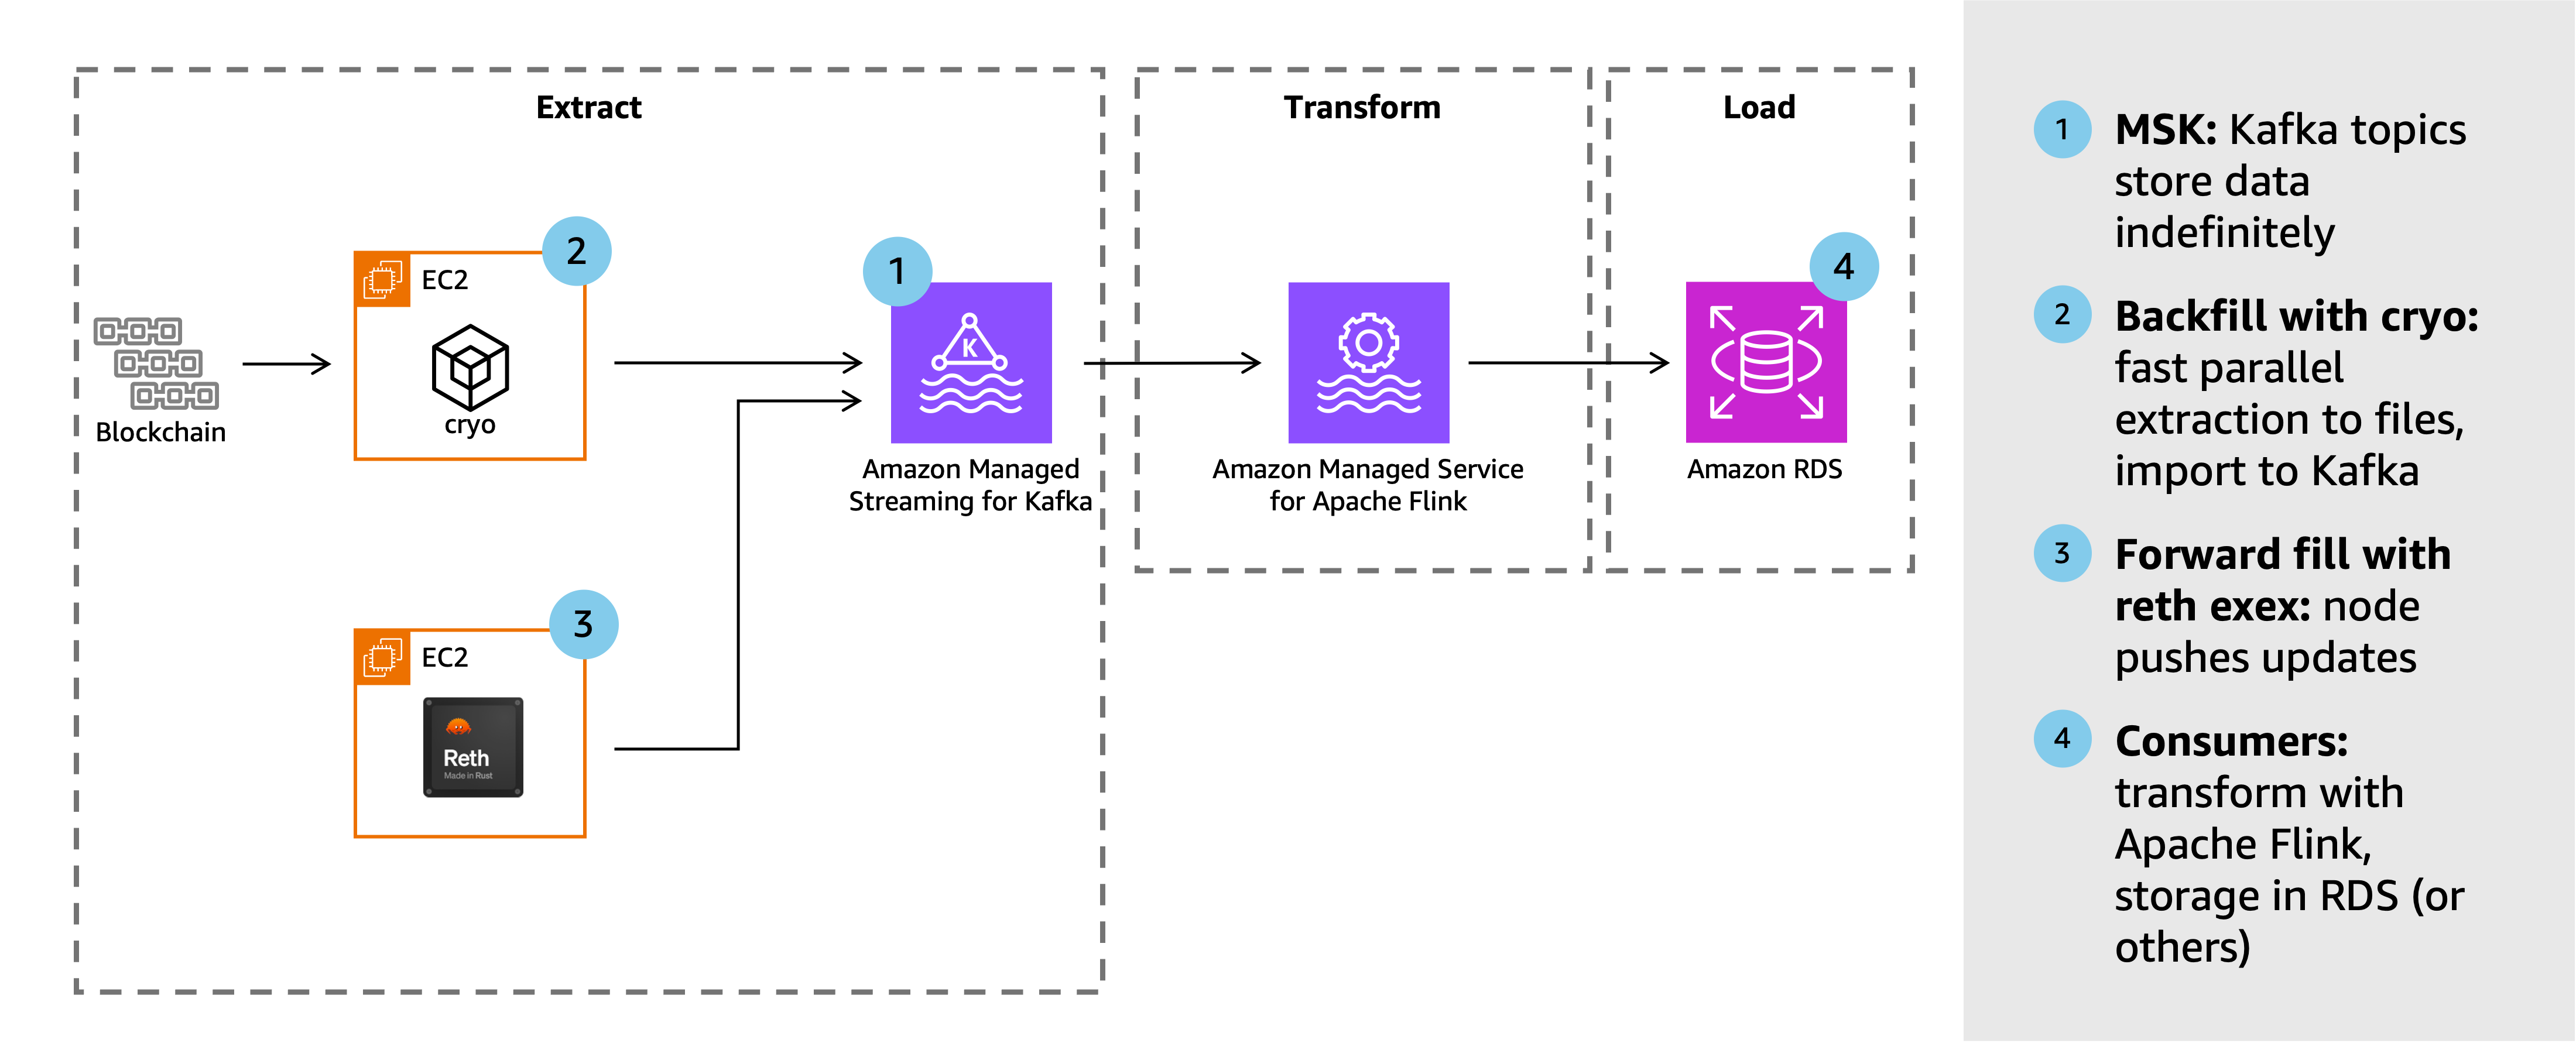 Extract
Transform
Load
2
EC2
cryo
Blockchain
1
K
Amazon Managed
Streaming for Kafka
Amazon Managed Service
for Apache Flink
4
Amazon RDS
3
EC2
Reth
Made in Rust
1
MSK: Kafka topics
store data
indefinitely
2
Backfill with cryo:
fast parallel
extraction to files,
import to Kafka
3
Forward fill with
reth exex: node
pushes updates
4
Consumers:
transform with
Apache Flink,
storage in RDS (or
others)